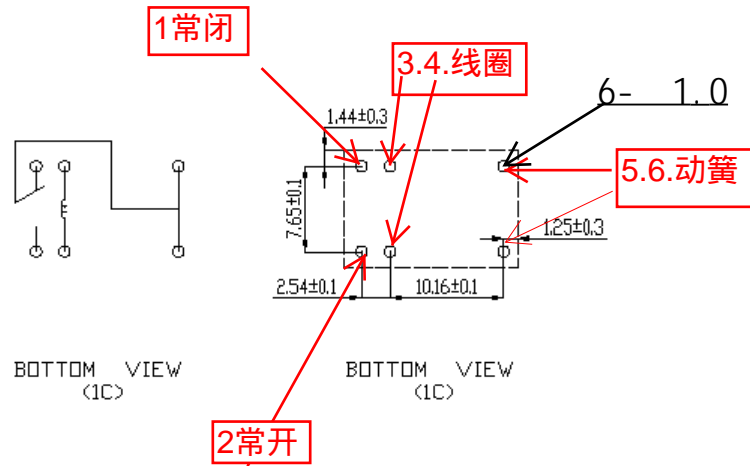 1常闭
3.4.线圈
6- 1.0
1.44±0.3
5.6.动簧
7.65±0.1
1.25±0.3
2.54±0.1
10.16±0.1
BOTTOM VIEW
(1C)
BOTTOM VIEW
(1C)
2常开